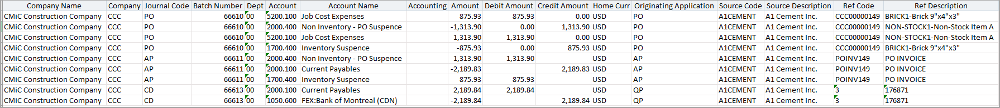 Company Name Company Journal Code Batch Number Dept Account Account Name Accounting Amount Debit Amount Credit Amount Home Curr Originating Application Source Code Source Description Ref Code Ref Description
CMiC Construction Company CCC PO 66610 00 5200.100 Job Cost Expenses 875.93 875.93 0.00 USD PO A1CEMENT A1 Cement Inc. CCC00000149 BRICK1-Brick 9"x4"x3"
CMiC Construction Company CCC PO 66610 00 2000.400 Non Inventory - PO Suspence -1,313.90 0.00 1,313.90 USD PO A1CEMENT A1 Cement Inc. CCC00000149 NON-STOCK1-Non-Stock Item A
CMiC Construction Company CCC PO 66610 00 5200.100 Job Cost Expenses 1,313.90 1,313.90 0.00 USD PO A1CEMENT A1 Cement Inc. CCC00000149 NON-STOCK1-Non-Stock Item A
CMiC Construction Company CCC PO 66610 00 1700.400 Inventory Suspence -875.93 0.00 875.93 USD PO A1CEMENT A1 Cement Inc. CCC00000149 BRICK1-Brick 9"x4"x3"
CMiC Construction Company CCC AP 66611 00 2000.400 Non Inventory - PO Suspence 1,313.90 1,313.90 USD AP A1CEMENT A1 Cement Inc. POINV149 PO INVOICE
CMiC Construction Company CCC AP 66611 00 2000.100 Current Payables -2,189.83 2,189.83 USD AP A1CEMENT A1 Cement Inc. POINV149 PO INVOICE
CMiC Construction Company CCC AP 66611 00 1700.400 Inventory Suspence 875.93 875.93 USD AP A1CEMENT A1 Cement Inc. POINV149 PO INVOICE
CMiC Construction Company CCC CD 66613 00 2000.100 Current Payables 2,189.84 2,189.84 USD QP A1CEMENT A1 Cement Inc. 3 176871
CMiC Construction Company CCC CD 66613 00 1050.600 FEX:Bank of Montreal (CDN) -2,189.84 2,189.84 USD QP A1CEMENT A1 Cement Inc. 3 176871